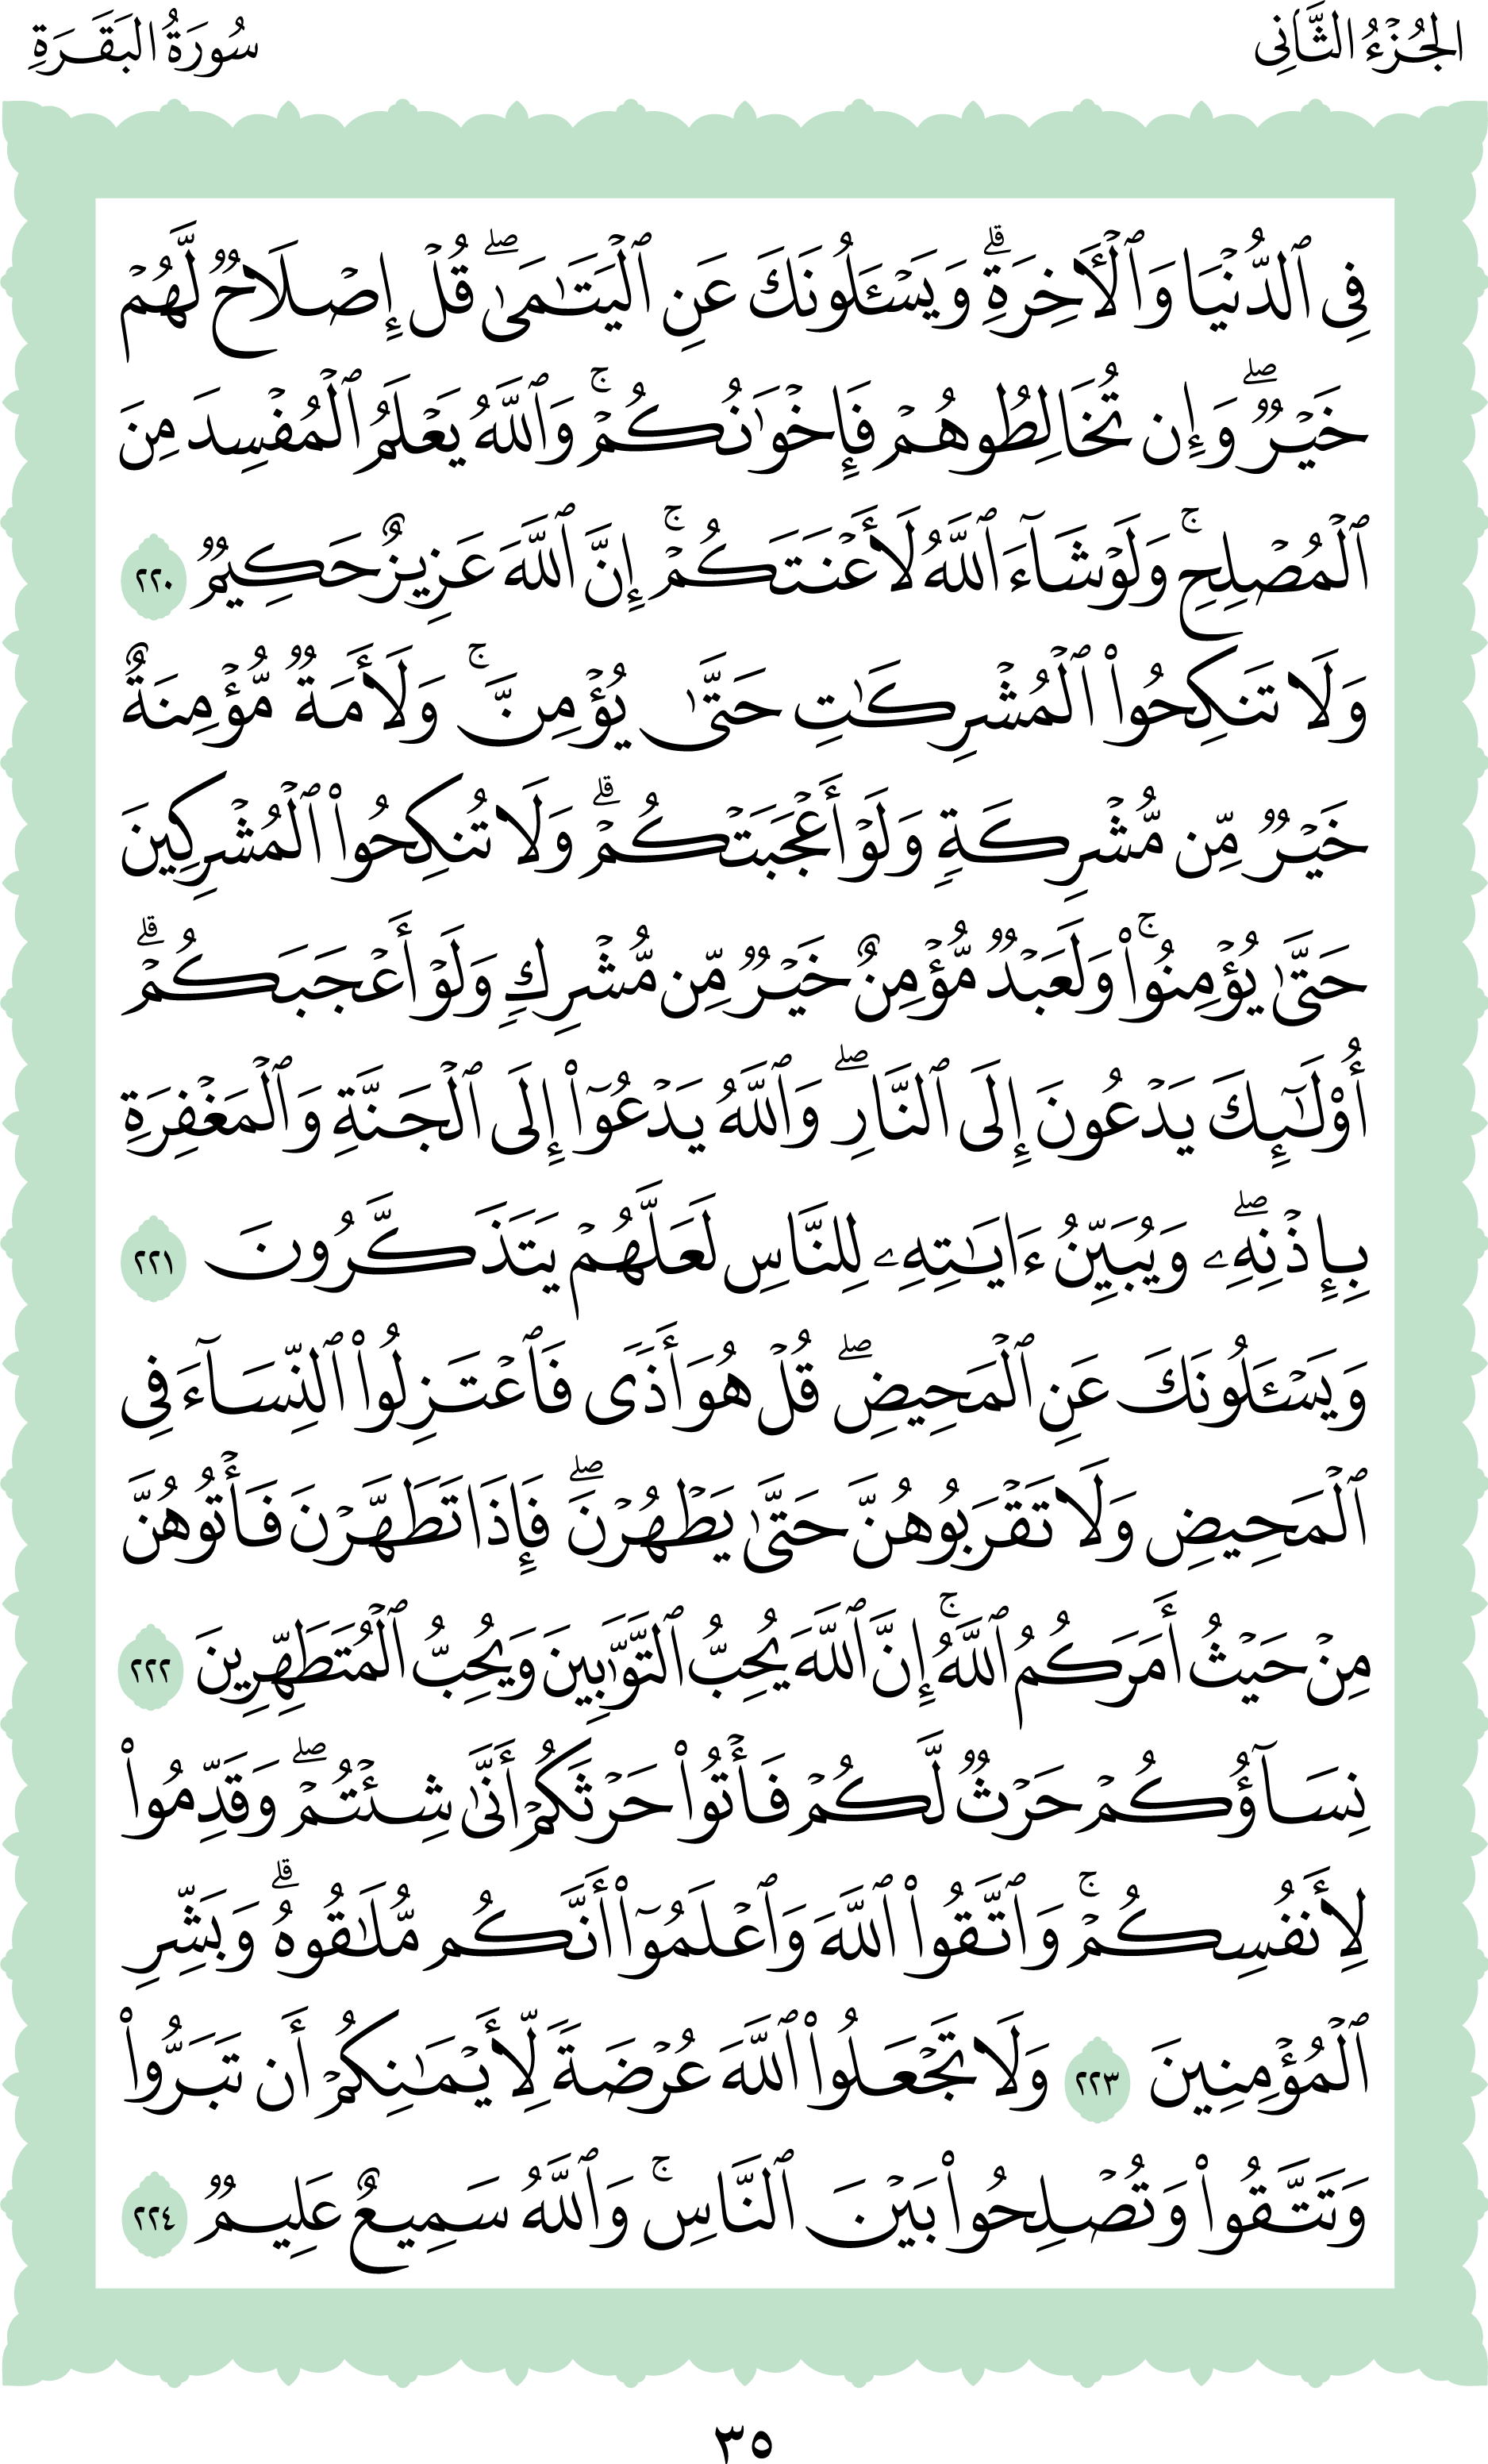 الجُزْءُ الثَّانِي
سُورَةُ البَقَرَةِ
فِى ٱلدُّنْيَا وَٱلْأَخِرَةِۗ وَيَسْـَٔلُونَكَ عَنِ ٱلْيَتَـٰمَىٰۖ قُلْ إِصْلَاحٌ لَّهُمْ
خَيْرٌۖ وَإِن تُخَالِطُوهُمْ فَإِخْوَٰنُكُمْۚ وَٱللَّهُ يَعْلَمُ ٱلْمُفْسِدَ مِنَ
ٱلْمُصْلِحِۚ وَلَوْ شَآءَ ٱللَّهُ لَأَعْنَتَكُمْۚ إِنَّ ٱللَّهَ عَزِيزٌ حَكِيمٌ ٢٢٠
وَلَا تَنكِحُوا۟ ٱلْمُشْرِكَـٰتِ حَتَّىٰ يُؤْمِنَّۚ وَلَأَمَةٌ مُّؤْمِنَةٌ
خَيْرٌ مِّن مُّشْرِكَةٍ وَلَوْ أَعْجَبَتْكُمْۗ وَلَا تُنكِحُوا۟ ٱلْمُشْرِكِينَ
حَتَّىٰ يُؤْمِنُوا۟ۚ وَلَعَبْدٌ مُّؤْمِنٌ خَيْرٌ مِّن مُّشْرِكٍ وَلَوْ أَعْجَبَكُمْۗ
أُو۟لَـٰٓئِكَ يَدْعُونَ إِلَى ٱلنَّارِۖ وَٱللَّهُ يَدْعُوٓا۟ إِلَى ٱلْجَنَّةِ وَٱلْمَغْفِرَةِ
بِإِذْنِهِۦۖ وَيُبَيِّنُ ءَايَـٰتِهِۦ لِلنَّاسِ لَعَلَّهُمْ يَتَذَكَّرُونَ ٢٢١
وَيَسْـَٔلُونَكَ عَنِ ٱلْمَحِيضِۖ قُلْ هُوَ أَذًى فَٱعْتَزِلُوا۟ ٱلنِّسَآءَ فِى
ٱلْمَحِيضِ وَلَا تَقْرَبُوهُنَّ حَتَّىٰ يَطْهُرْنَۖ فَإِذَا تَطَهَّرْنَ فَأْتُوهُنَّ
مِنْ حَيْثُ أَمَرَكُمُ ٱللَّهُۚ إِنَّ ٱللَّهَ يُحِبُّ ٱلتَّوَّٰبِينَ وَيُحِبُّ ٱلْمُتَطَهِّرِينَ ٢٢٢
نِسَآؤُكُمْ حَرْثٌ لَّكُمْ فَأْتُوا۟ حَرْثَكُمْ أَنَّىٰ شِئْتُمْۖ وَقَدِّمُوا۟
لِأَنفُسِكُمْۚ وَٱتَّقُوا۟ ٱللَّهَ وَٱعْلَمُوٓا۟ أَنَّكُم مُّلَـٰقُوهُۗ وَبَشِّرِ
ٱلْمُؤْمِنِينَ ٢٢٣ وَلَا تَجْعَلُوا۟ ٱللَّهَ عُرْضَةً لِّأَيْمَـٰنِكُمْ أَن تَبَرُّوا۟
وَتَتَّقُوا۟ وَتُصْلِحُوا۟ بَيْنَ ٱلنَّاسِۚ وَٱللَّهُ سَمِيعٌ عَلِيمٌ ٢٢٤
٣٥